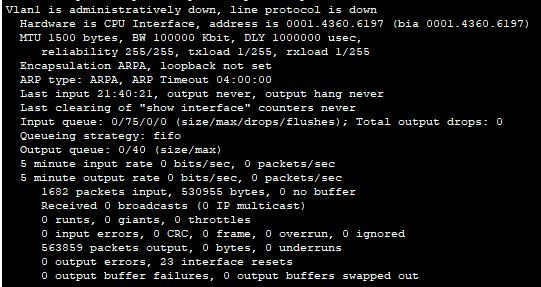 Vlan1 is administratively down, line protocol is down
Hardware is CPU Interface, address is 0001.4360.6197 (bia 0001.4360.6197)
MTU 1500 bytes, BW 100000 Kbit, DLY 1000000 usec,
reliability 255/255, txload 1/255, rxload 1/255
Encapsulation ARPA, loopback not set
ARP type: ARPA, ARP Timeout 04:00:00
Last input 21:40:21, output never, output hang never
Last clearing of "show interface" counters never
Input queue: 0/75/0/0 (size/max/drops/flushes); Total output drops: 0
Queueing strategy: fifo
Output queue: 0/40 (size/max)
5 minute input rate 0 bits/sec, 0 packets/sec
5 minute output rate 0 bits/sec, 0 packets/sec
1682 packets input, 530955 bytes, 0 no buffer
Received 0 broadcasts (0 IP multicast)
0 runts, 0 giants, 0 throttles
0 input errors, 0 CRC, 0 frame, 0 overrun, 0 ignored
563859 packets output, 0 bytes, 0 underruns
0 output errors, 23 interface resets
0 output buffer failures, 0 output buffers swapped out